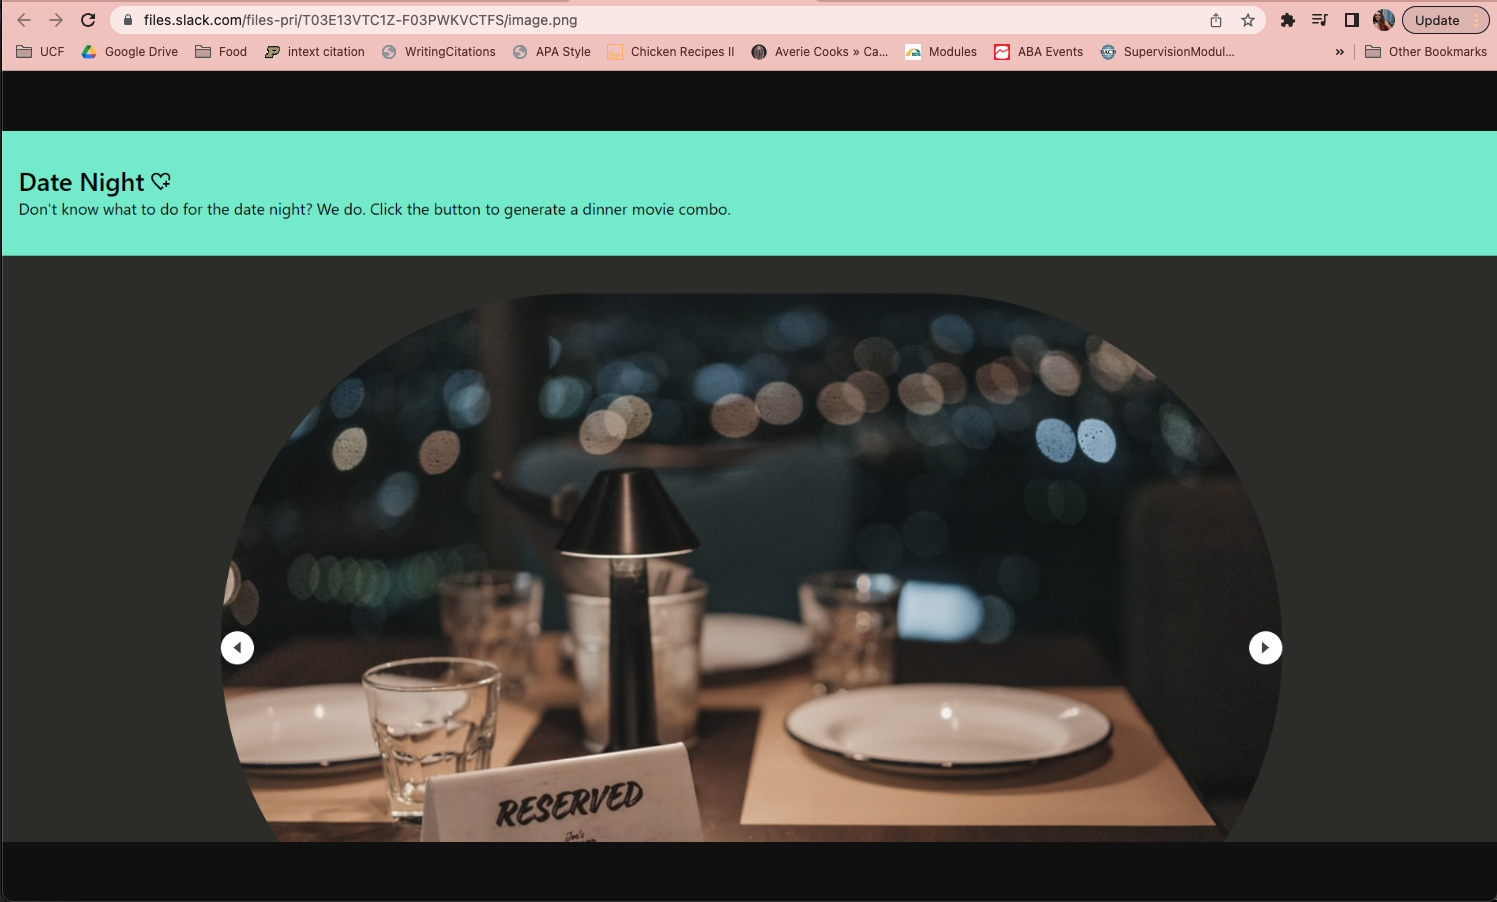 files.slack.com/files-pri/T03E13VTC1Z-F03PWKVCTFS/image.png
Update
UCF
Google Drive
Food
intext citation
WritingCitations
APA Style
Chicken Recipes II
Averie Cooks » Ca...
Modules
ABA Events
SupervisionModul...
»
Other Bookmarks
Date Night
Don't know what to do for the date night? We do. Click the button to generate a dinner movie combo.
RESERVED
Joe's